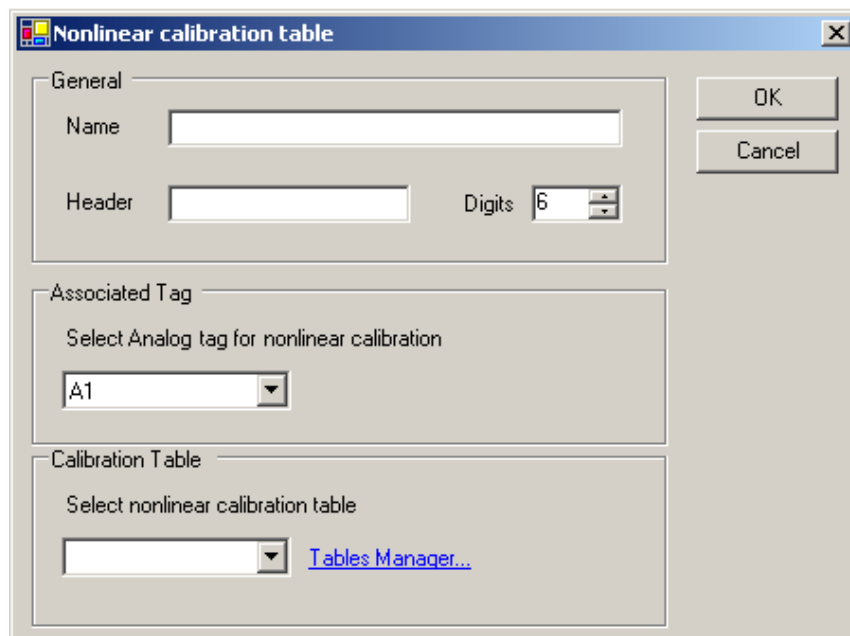 Nonlinear calibration table
General
OK
Name
Cancel
Header
Digits 6
Associated Tag
Select Analog tag for nonlinear calibration
A1
Calibration Table
Select nonlinear calibration table
Tables Manager...